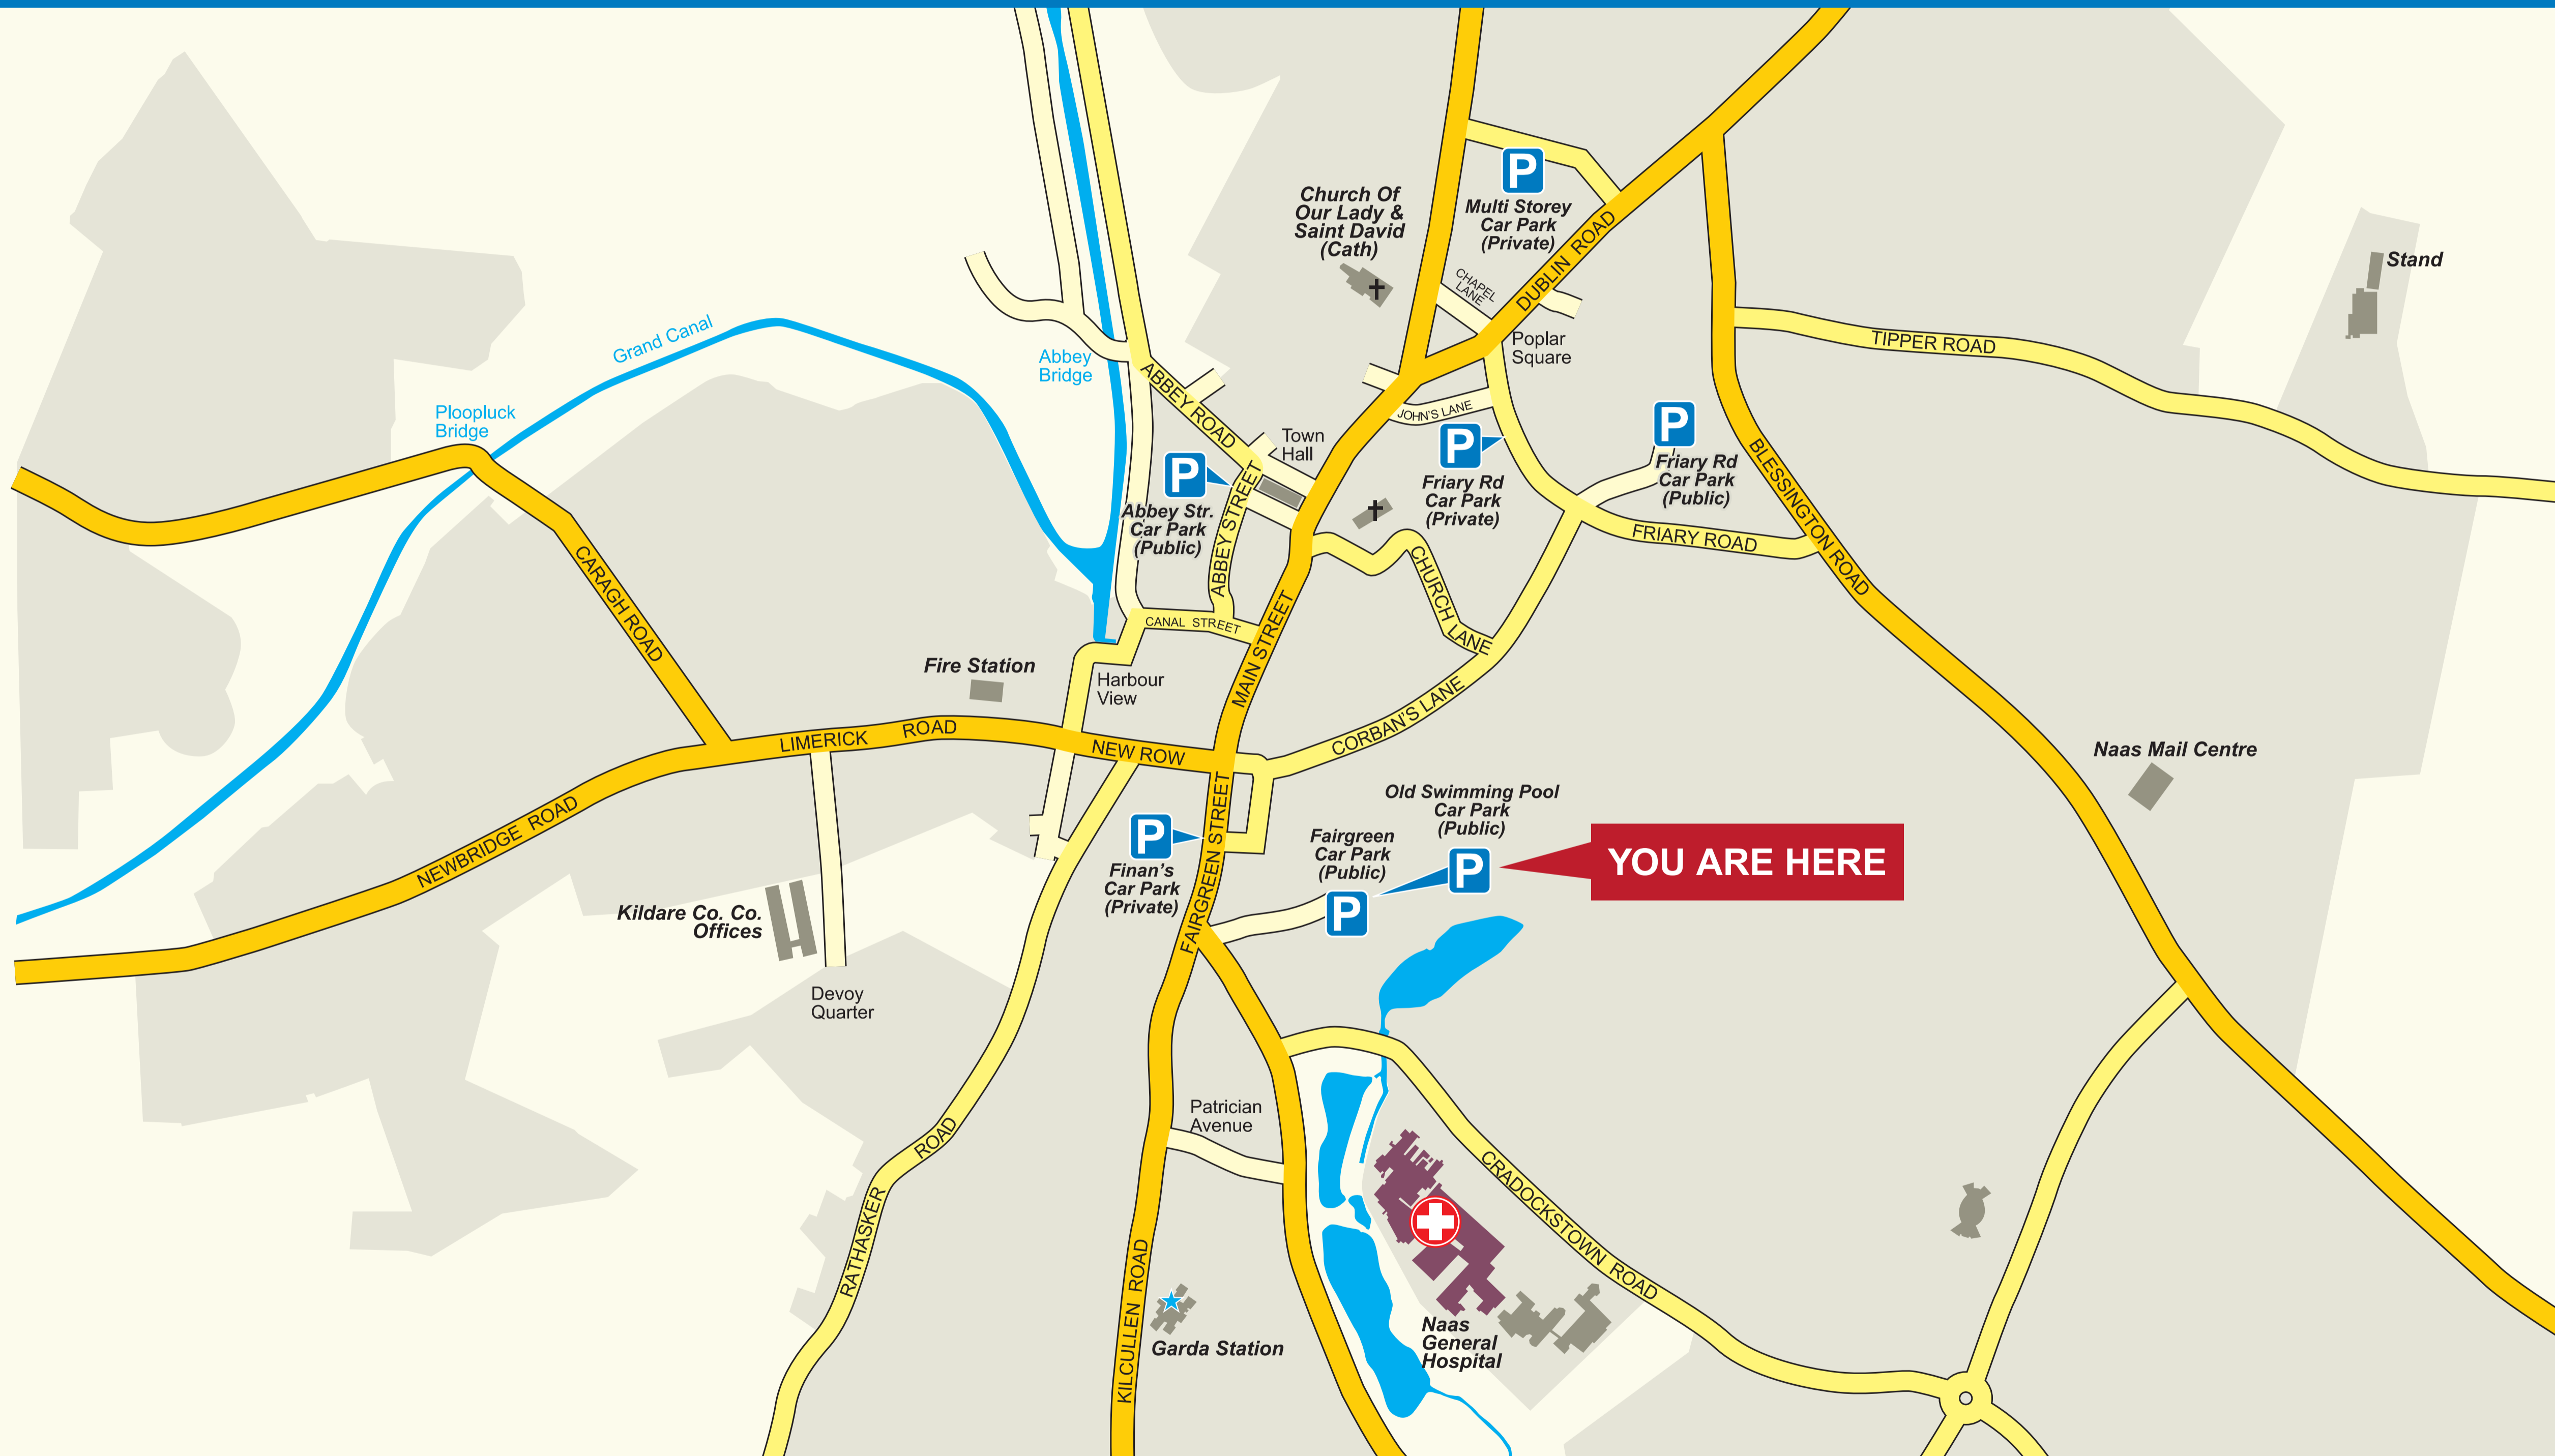 Church Of
Our Lady &
Saint David
(Cath)
P
Multi Storey
Car Park
(Private)
DUBLIN ROAD
CHAPEL
LANE
Poplar
Square
Stand
TIPPER ROAD
Grand Canal
Abbey
Bridge
Ploopluck
Bridge
ABBEY ROAD
Town
Hall
JOHN'S LANE
P
Friary Rd
Car Park
(Private)
P
Friary Rd
Car Park
(Public)
BLESSINGTON ROAD
FRIARY ROAD
P
Abbey Str.
Car Park
(Public)
ABBEY STREET
CHURCH LANE
CARAGH ROAD
CANAL STREET
MAIN STREET
Fire Station
Harbour
View
CORBAN'S LANE
LIMERICK ROAD
NEW ROW
Naas Mail Centre
NEWBRIDGE ROAD
FAIRGREEN STREET
Old Swimming Pool
Car Park
(Public)
P
YOU ARE HERE
Fairgreen
Car Park
(Public)
P
P
Finan's
Car Park
(Private)
Kildare Co. Co.
Offices
Devoy
Quarter
Patrician
Avenue
RATHASKER ROAD
CRADOCKSTOWN ROAD
KILCULLEN ROAD
Garda Station
Naas
General
Hospital